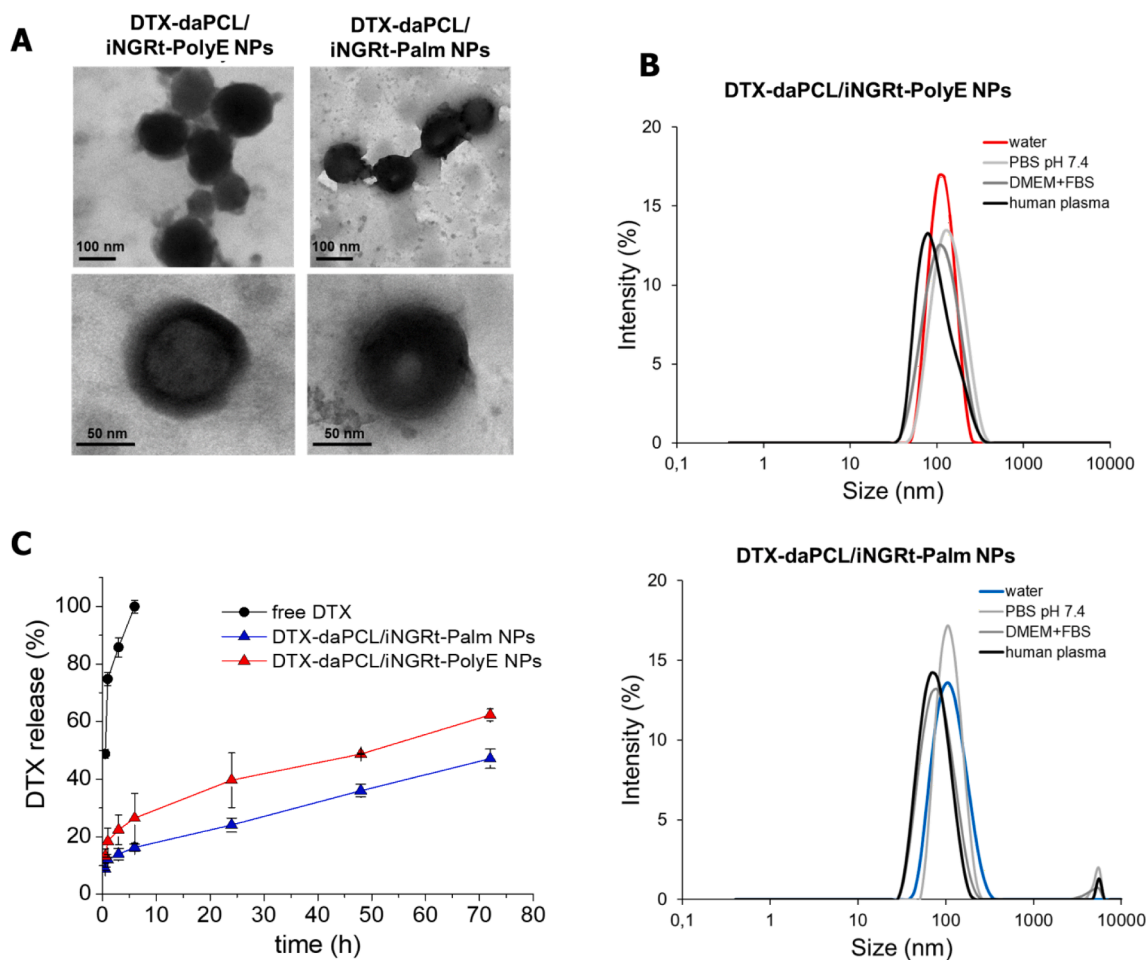 A
DTX-daPCL/
iNGRt-PolyE NPs
DTX-daPCL/
iNGRt-Palm NPs
100 nm
100 nm
50 nm
50 nm
B
DTX-daPCL/iNGRt-PolyE NPs
Intensity (%)
20
15
10
5
0
water
PBS pH 7.4
DMEM+FBS
human plasma
0,1
1
10
100
1000
10000
Size (nm)
DTX-daPCL/iNGRt-Palm NPs
Intensity (%)
20
15
10
5
0
water
PBS pH 7.4
DMEM+FBS
human plasma
0,1
1
10
100
1000
10000
Size (nm)
C
DTX release (%)
100
80
60
40
20
0
free DTX
DTX-daPCL/iNGRt-Palm NPs
DTX-daPCL/iNGRt-PolyE NPs
0
10
20
30
40
50
60
70
80
time (h)